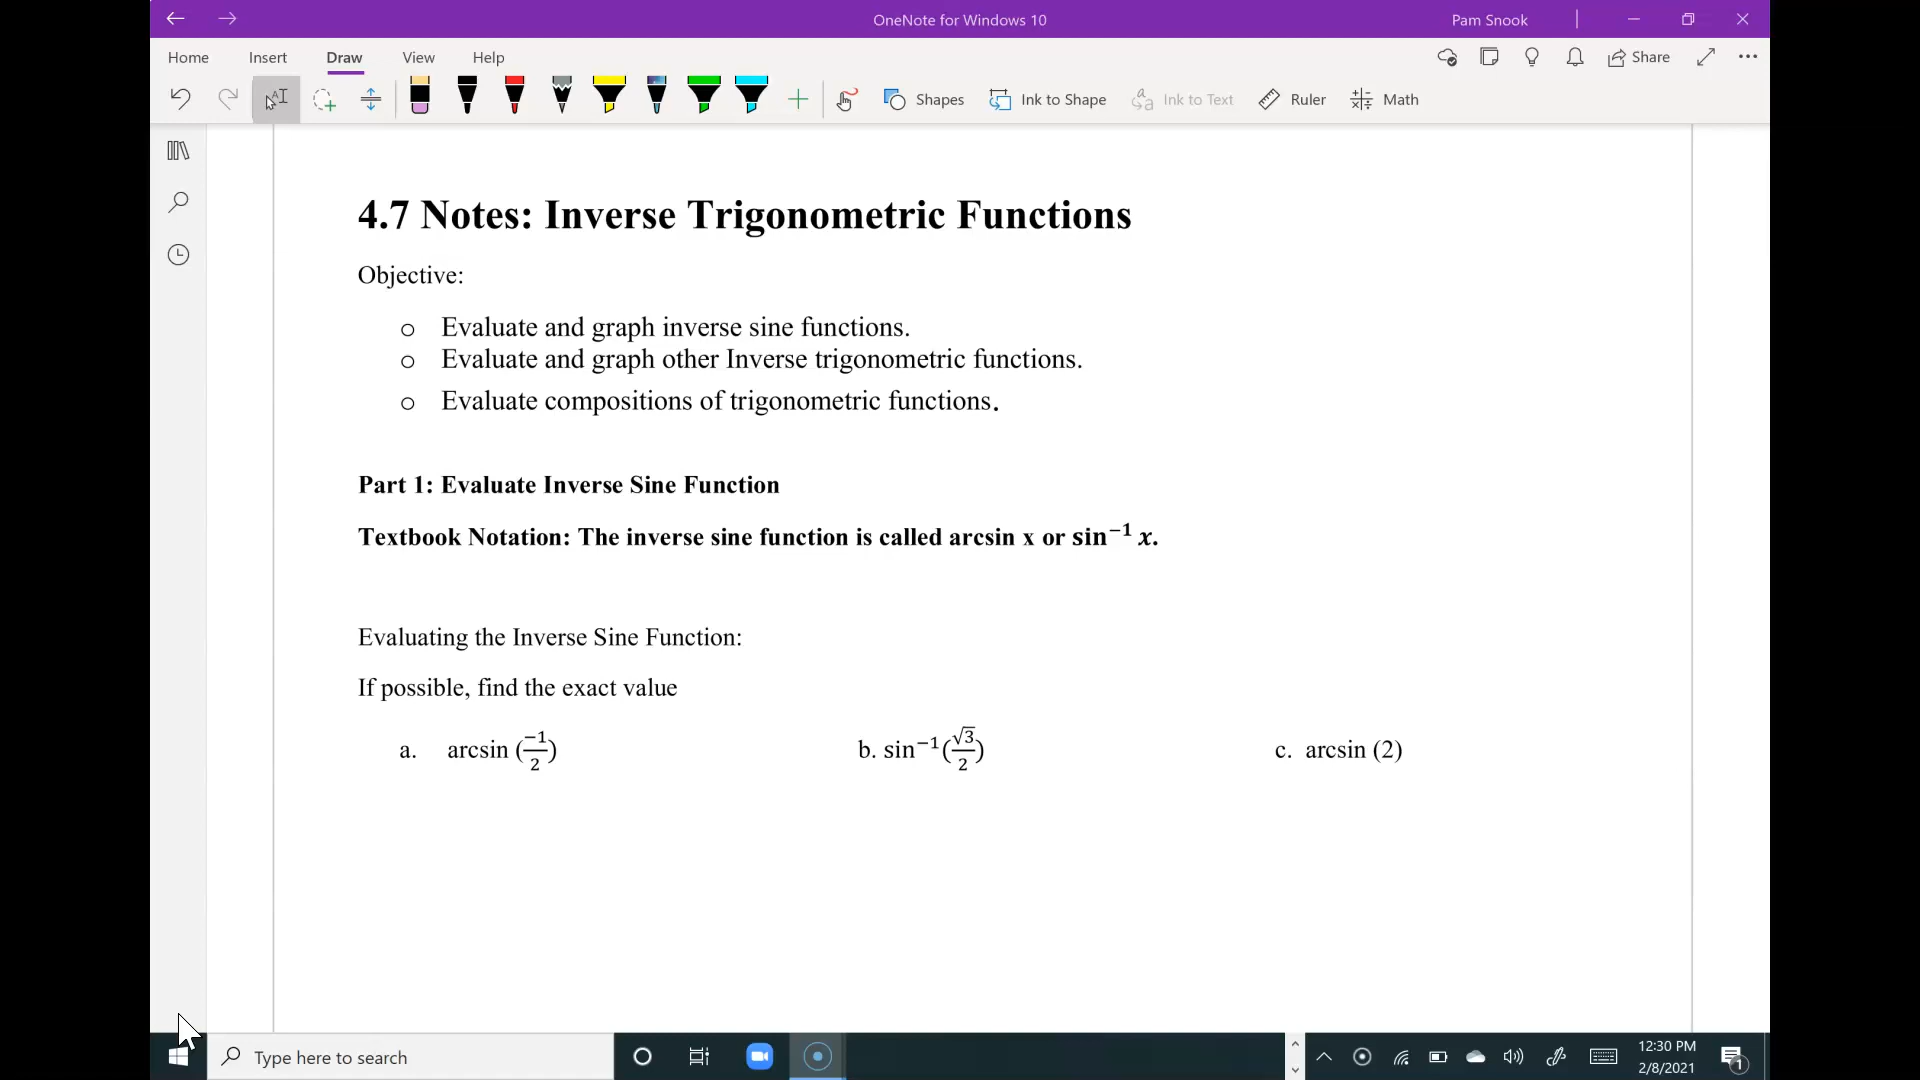 OneNote for Windows 10
Pam Snook
Home Insert Draw View Help
Share
Shapes Ink to Shape Ink to Text Ruler Math
4.7 Notes: Inverse Trigonometric Functions
Objective:
o Evaluate and graph inverse sine functions.
o Evaluate and graph other Inverse trigonometric functions.
o Evaluate compositions of trigonometric functions.
Part 1: Evaluate Inverse Sine Function
Textbook Notation: The inverse sine function is called arcsin x or sin⁻¹ x.
Evaluating the Inverse Sine Function:
If possible, find the exact value
a. arcsin (-1/2) b. sin⁻¹(√3/2) c. arcsin (2)
Type here to search
12:30 PM
2/8/2021
1